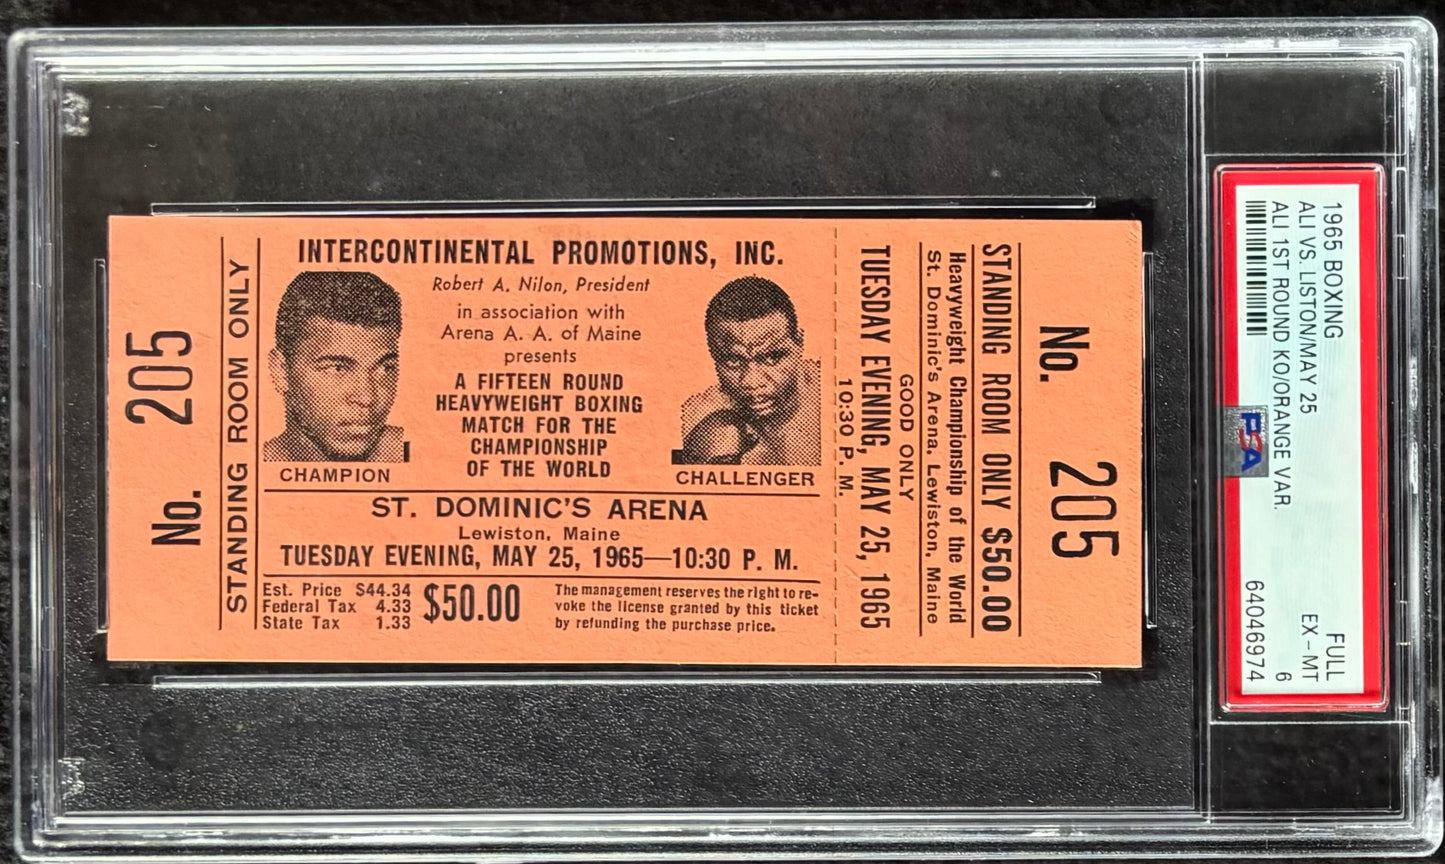 No. 205
STANDING ROOM ONLY
INTERCONTINENTAL PROMOTIONS, INC.
Robert A. Nilon, President
in association with
Arena A. A. of Maine
presents
A FIFTEEN ROUND
HEAVYWEIGHT BOXING
MATCH FOR THE
CHAMPIONSHIP
OF THE WORLD
CHAMPION
CHALLENGER
ST. DOMINIC'S ARENA
Lewiston, Maine
TUESDAY EVENING, MAY 25, 1965—10:30 P. M.
Est. Price $44.34
Federal Tax 4.33
State Tax 1.33
$50.00
The management reserves the right to re-
voke the license granted by this ticket
by refunding the purchase price.
No. 205
STANDING ROOM ONLY $50.00
Heavyweight Championship of the World
St. Dominic's Arena, Lewiston, Maine
GOOD ONLY
TUESDAY EVENING, MAY 25, 1965
10:30 P. M.
1965 BOXING FULL
ALI VS. LISTON/MAY 25 EX-MT
ALI 1ST ROUND KO/ORANGE VAR. 6
64046974
PSA